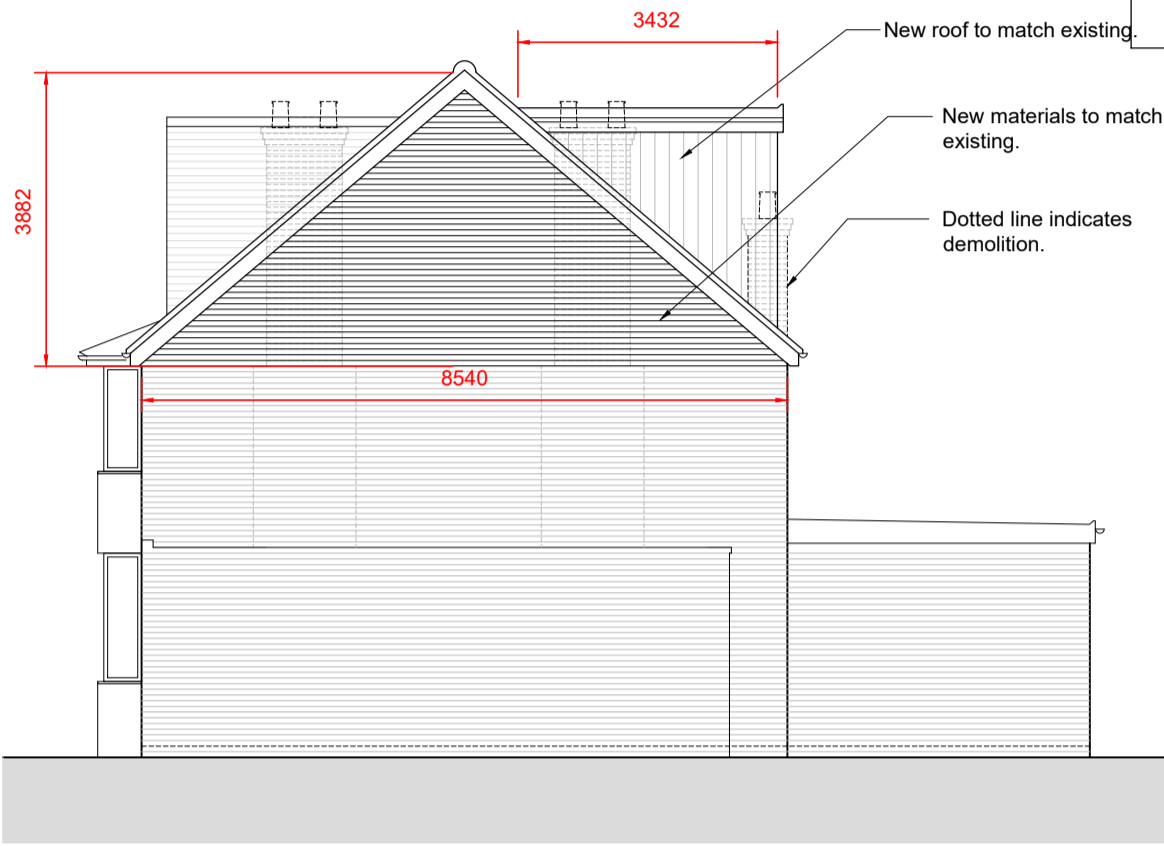 3432
New roof to match existing.
New materials to match
existing.
3882
Dotted line indicates
demolition.
8540